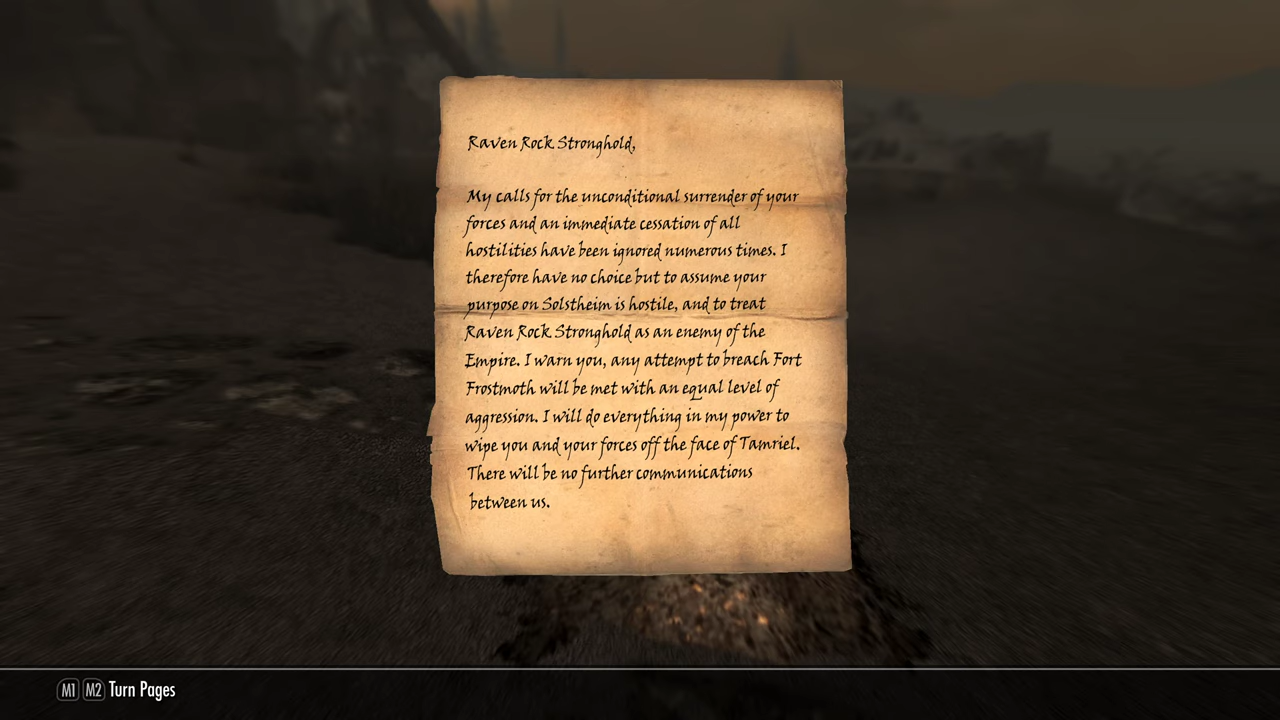 Raven Rock Stronghold,
My calls for the unconditional surrender of your
forces and an immediate cessation of all
hostilities have been ignored numerous times. I
therefore have no choice but to assume your
purpose on Solstheim is hostile, and to treat
Raven Rock Stronghold as an enemy of the
Empire. I warn you, any attempt to breach Fort
Frostmoth will be met with an equal level of
aggression. I will do everything in my power to
wipe you and your forces off the face of Tamriel.
There will be no further communications
between us.
M1 M2 Turn Pages